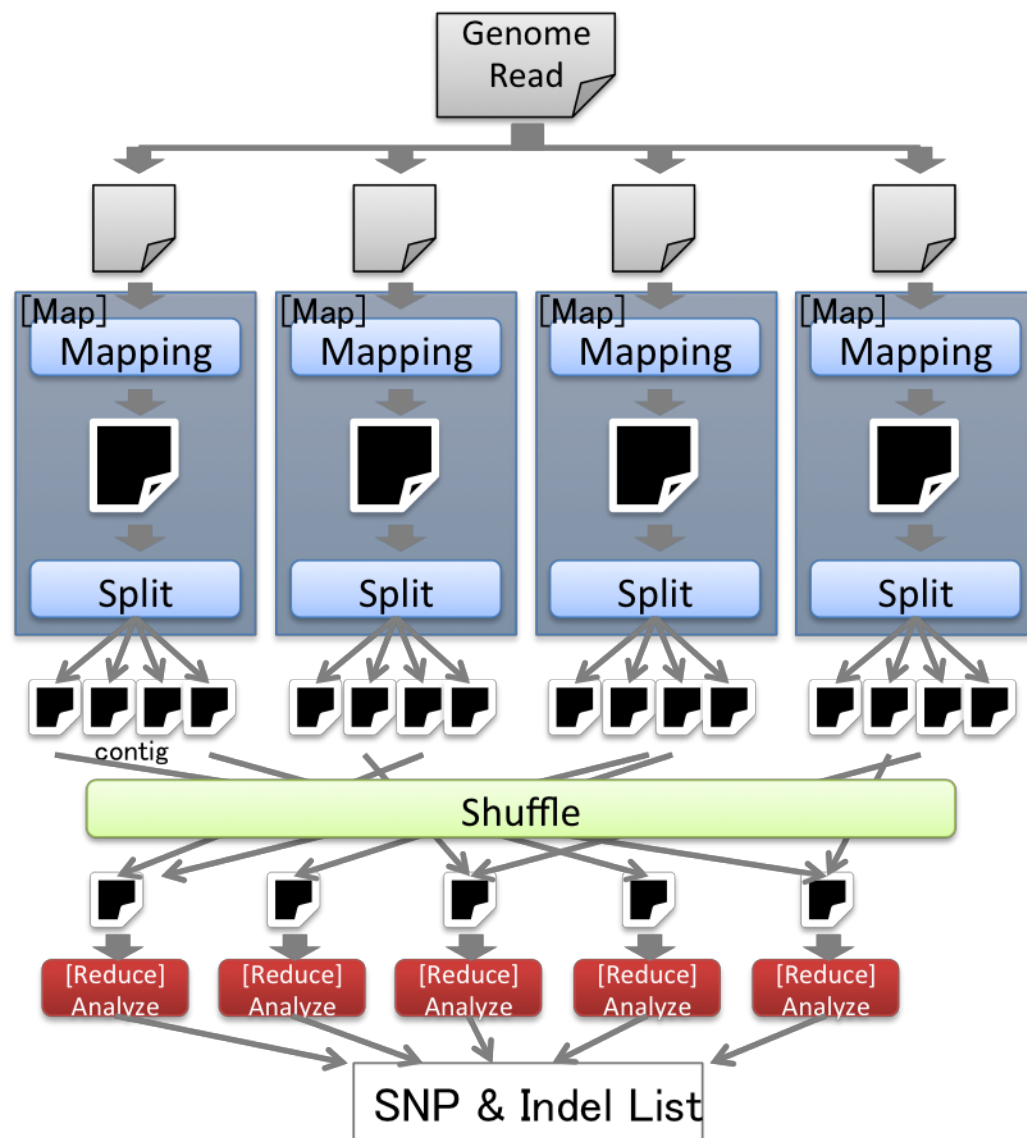 Genome
Read
[Map] [Map] [Map] [Map]
Mapping Mapping Mapping Mapping
Split Split Split Split
contig
Shuffle
[Reduce] [Reduce] [Reduce] [Reduce] [Reduce]
Analyze Analyze Analyze Analyze Analyze
SNP & Indel List